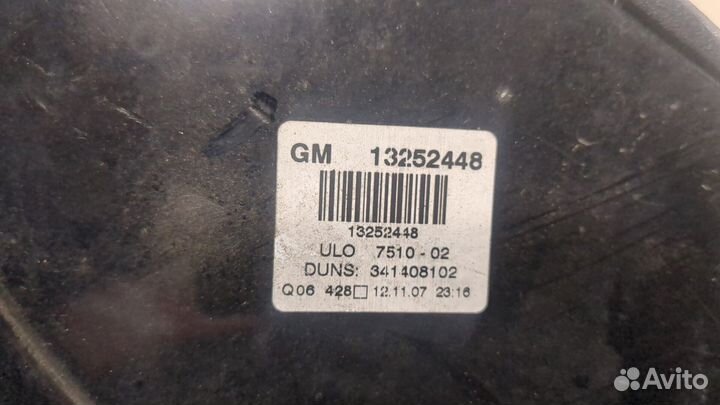 GM 13252448
13252448
ULO 7510-02
DUNS: 341408102
Q06 428□ 12.11.07 23:16
Avito